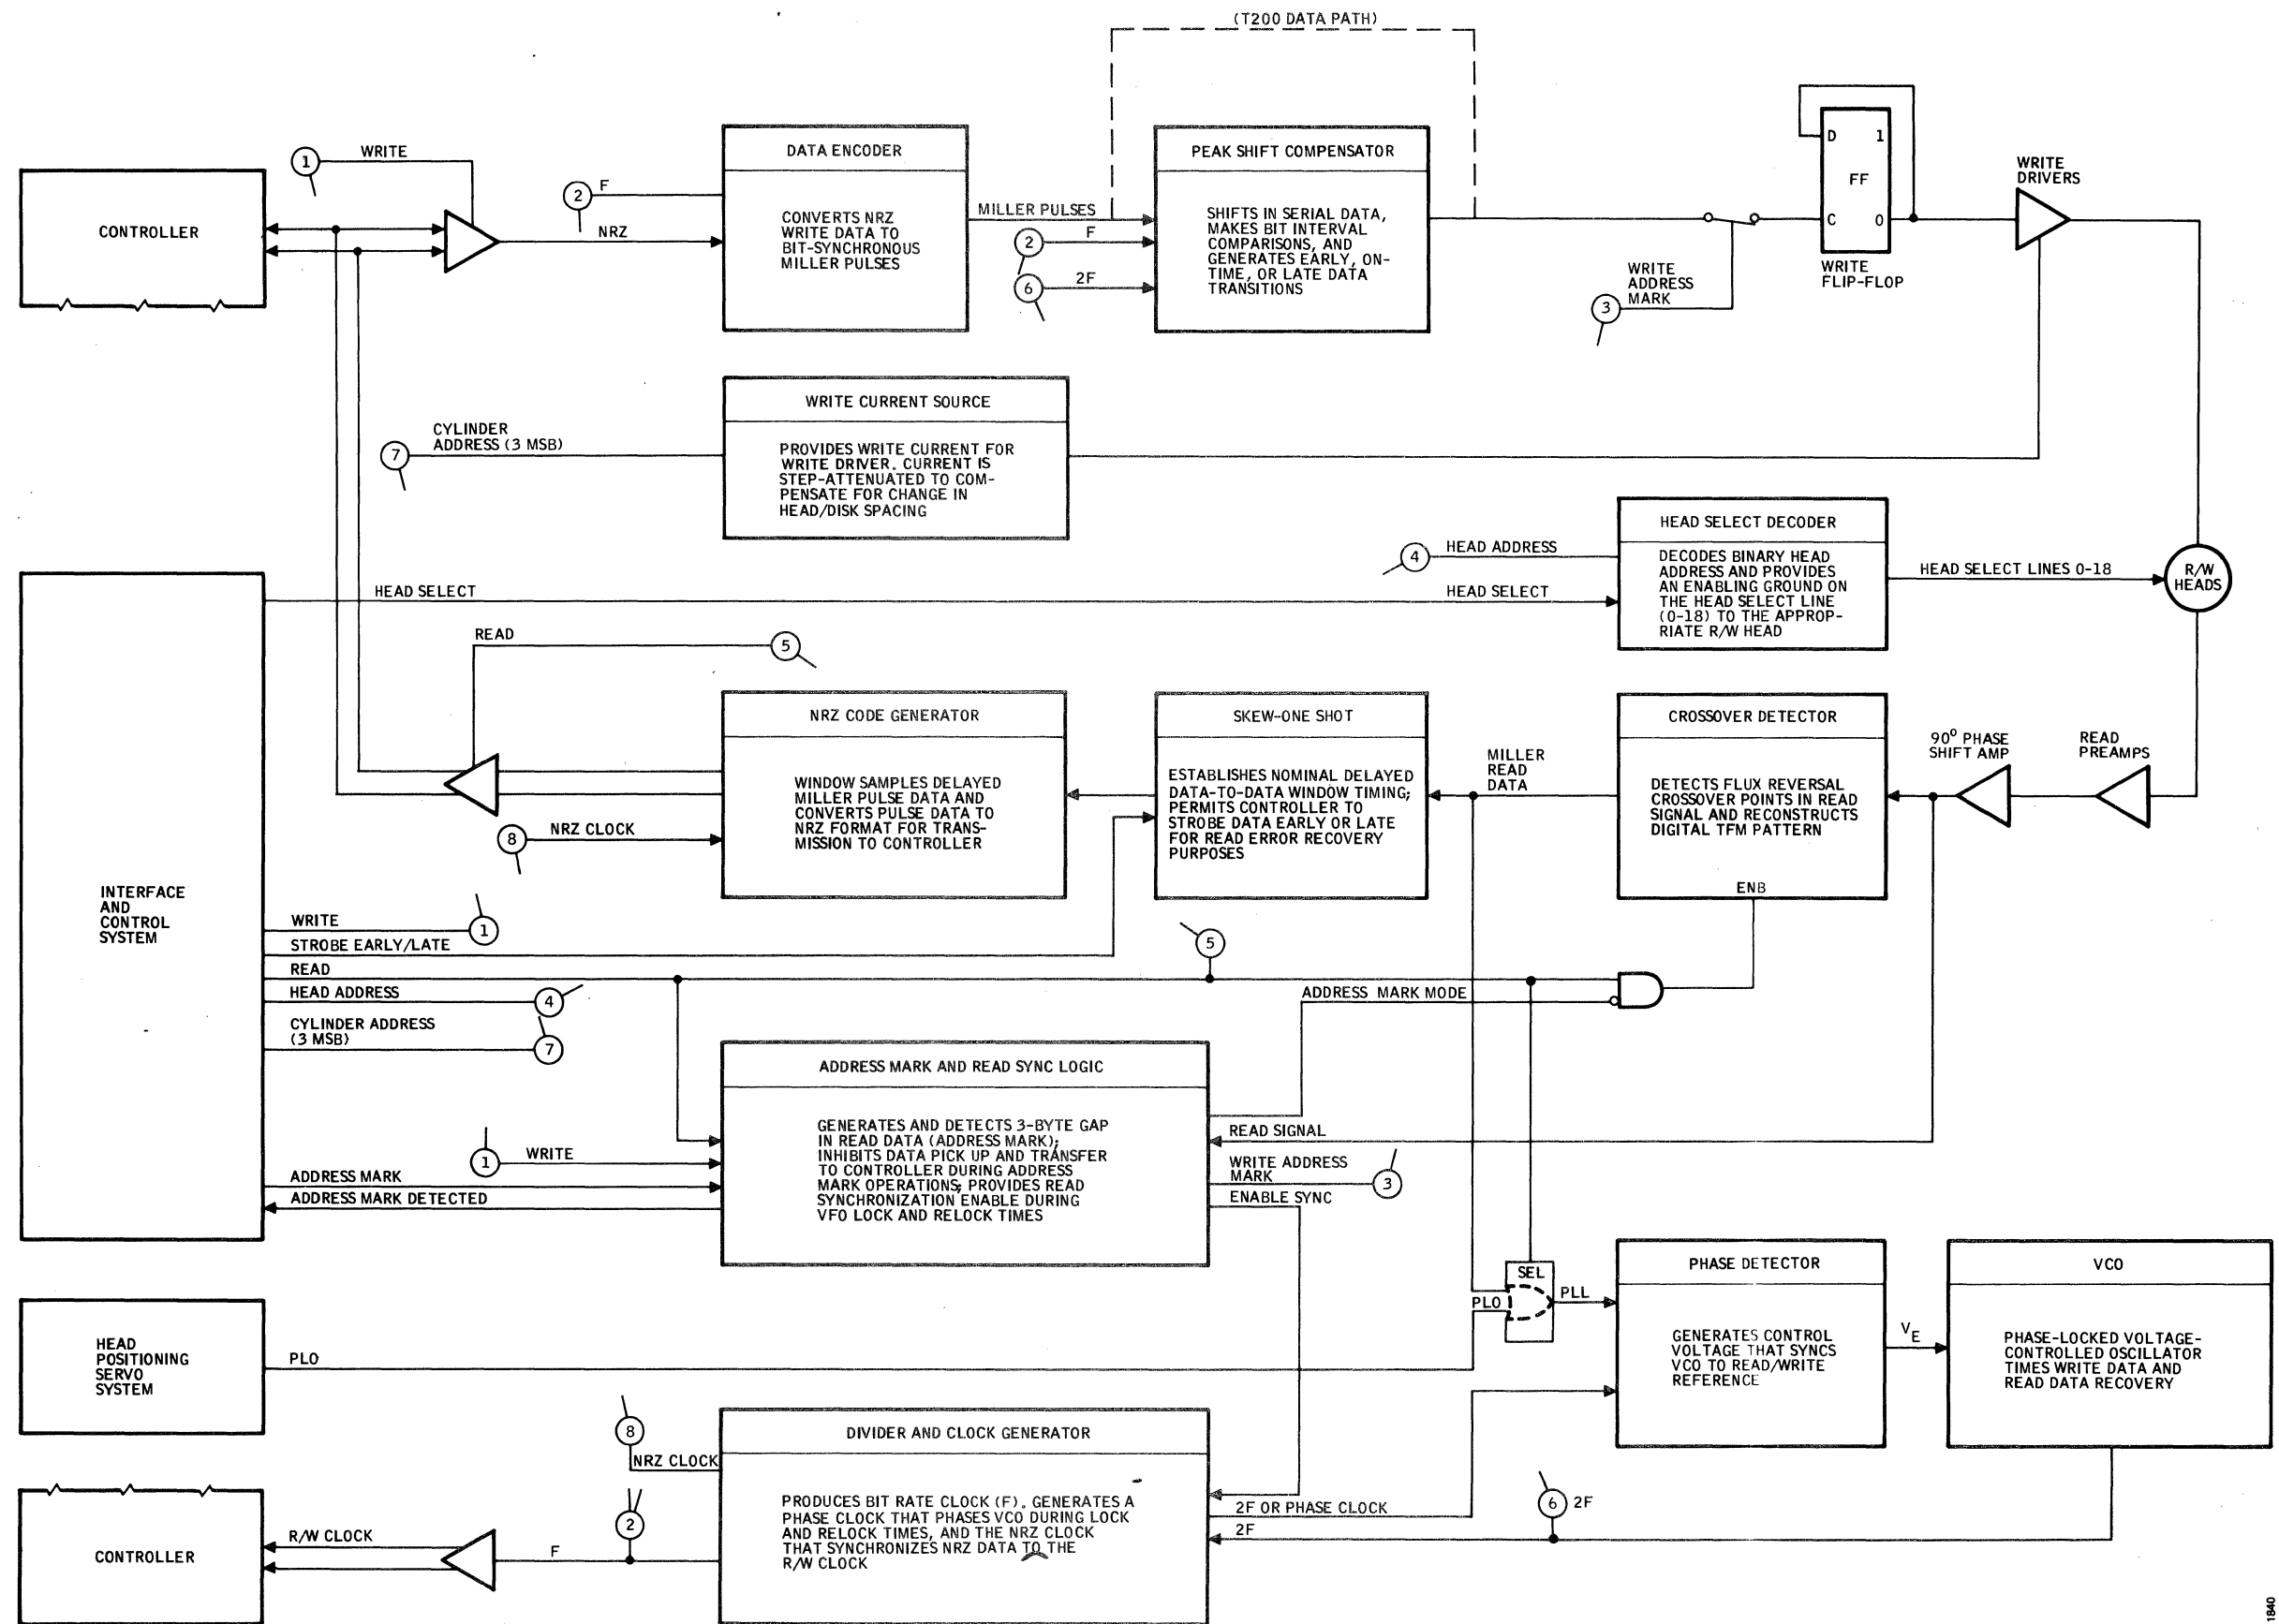 (T200 DATA PATH)
CONTROLLER
1
WRITE
2
F
NRZ
DATA ENCODER
CONVERTS NRZ
WRITE DATA TO
BIT-SYNCHRONOUS
MILLER PULSES
MILLER PULSES
2
F
6
2F
PEAK SHIFT COMPENSATOR
SHIFTS IN SERIAL DATA,
MAKES BIT INTERVAL
COMPARISONS, AND
GENERATES EARLY, ON-
TIME, OR LATE DATA
TRANSITIONS
WRITE
ADDRESS
MARK
3
D 1
FF
C 0
WRITE
FLIP-FLOP
WRITE
DRIVERS
CYLINDER
ADDRESS (3 MSB)
7
WRITE CURRENT SOURCE
PROVIDES WRITE CURRENT FOR
WRITE DRIVER. CURRENT IS
STEP-ATTENUATED TO COM-
PENSATE FOR CHANGE IN
HEAD/DISK SPACING
4
HEAD ADDRESS
HEAD SELECT
HEAD SELECT
HEAD SELECT DECODER
DECODES BINARY HEAD
ADDRESS AND PROVIDES
AN ENABLING GROUND ON
THE HEAD SELECT LINE
(0-18) TO THE APPROP-
RIATE R/W HEAD
HEAD SELECT LINES 0-18
R/W
HEADS
READ
5
NRZ CODE GENERATOR
WINDOW SAMPLES DELAYED
MILLER PULSE DATA AND
CONVERTS PULSE DATA TO
NRZ FORMAT FOR TRANS-
MISSION TO CONTROLLER
8
NRZ CLOCK
SKEW-ONE SHOT
ESTABLISHES NOMINAL DELAYED
DATA-TO-DATA WINDOW TIMING;
PERMITS CONTROLLER TO
STROBE DATA EARLY OR LATE
FOR READ ERROR RECOVERY
PURPOSES
MILLER
READ
DATA
CROSSOVER DETECTOR
DETECTS FLUX REVERSAL
CROSSOVER POINTS IN READ
SIGNAL AND RECONSTRUCTS
DIGITAL TFM PATTERN
ENB
90° PHASE
SHIFT AMP
READ
PREAMPS
INTERFACE
AND
CONTROL
SYSTEM
WRITE
1
STROBE EARLY/LATE
READ
5
HEAD ADDRESS
4
CYLINDER ADDRESS
(3 MSB)
7
ADDRESS MARK MODE
ADDRESS MARK AND READ SYNC LOGIC
GENERATES AND DETECTS 3-BYTE GAP
IN READ DATA (ADDRESS MARK);
INHIBITS DATA PICK UP AND TRANSFER
TO CONTROLLER DURING ADDRESS
MARK OPERATIONS; PROVIDES READ
SYNCHRONIZATION ENABLE DURING
VFO LOCK AND RELOCK TIMES
1
WRITE
ADDRESS MARK
ADDRESS MARK DETECTED
READ SIGNAL
WRITE ADDRESS
MARK
3
ENABLE SYNC
SEL
PLO
PLL
PHASE DETECTOR
GENERATES CONTROL
VOLTAGE THAT SYNCS
VCO TO READ/WRITE
REFERENCE
VE
VCO
PHASE-LOCKED VOLTAGE-
CONTROLLED OSCILLATOR
TIMES WRITE DATA AND
READ DATA RECOVERY
HEAD
POSITIONING
SERVO
SYSTEM
PLO
8
NRZ CLOCK
DIVIDER AND CLOCK GENERATOR
PRODUCES BIT RATE CLOCK (F). GENERATES A
PHASE CLOCK THAT PHASES VCO DURING LOCK
AND RELOCK TIMES, AND THE NRZ CLOCK
THAT SYNCHRONIZES NRZ DATA TO THE
R/W CLOCK
2F OR PHASE CLOCK
2F
6 2F
2
F
R/W CLOCK
CONTROLLER
1840